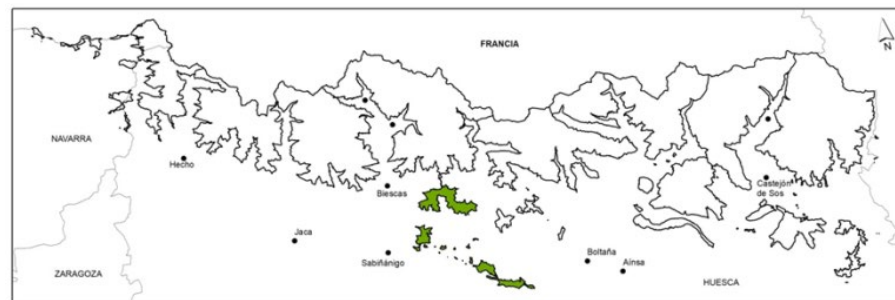 FRANCIA
N
NAVARRA
Hecho
Biescas
Castejón
de Sos
Jaca
Sabiñánigo
Boltaña
Aínsa
ZARAGOZA
HUESCA